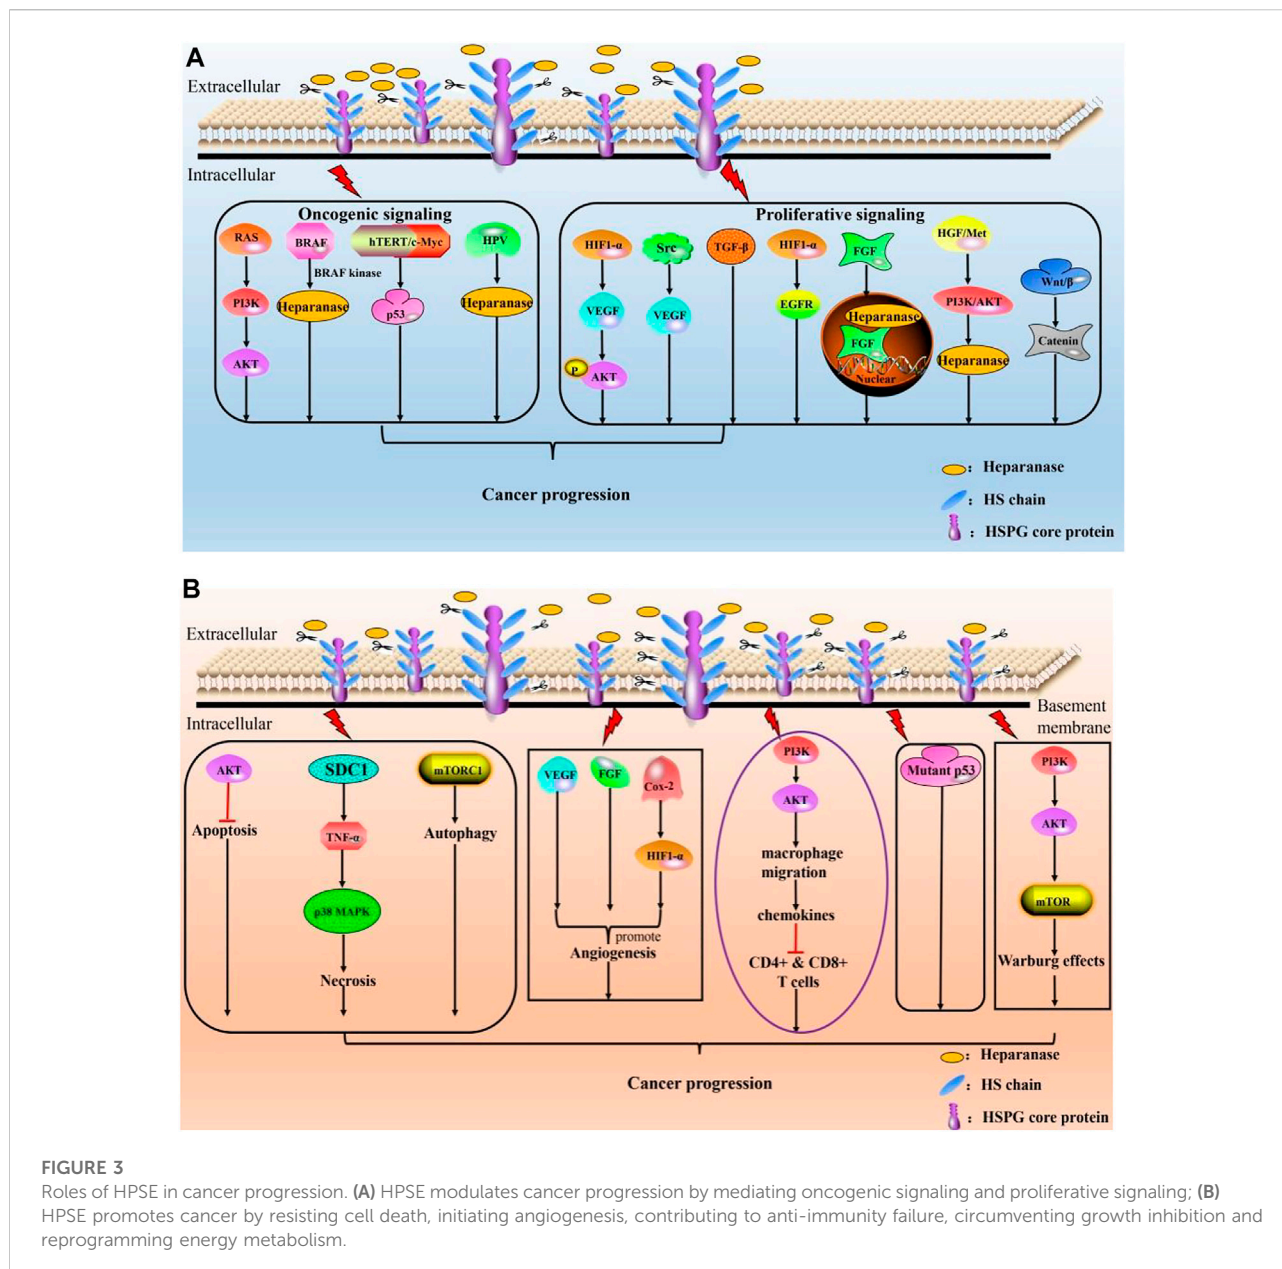 A
Extracellular
Intracellular
Oncogenic signaling
RAS
PI3K
AKT
BRAF
BRAF kinase
Heparanase
hTERT/c-Myc
p53
HPV
Heparanase
Proliferative signaling
HIF1-α
VEGF
P
AKT
Src
VEGF
TGF-β
HIF1-α
EGFR
FGF
Heparanase
FGF
Nuclear
HGF/Met
PI3K/AKT
Heparanase
Wnt/β
Catenin
Cancer progression
: Heparanase
: HS chain
: HSPG core protein
B
Extracellular
Intracellular
Basement
membrane
AKT
Apoptosis
SDC1
TNF-α
p38 MAPK
Necrosis
mTORC1
Autophagy
VEGF
FGF
Cox-2
HIF1-α
promote
Angiogenesis
PI3K
AKT
macrophage
migration
chemokines
CD4+ & CD8+
T cells
Mutant p53
PI3K
AKT
mTOR
Warburg effects
Cancer progression
: Heparanase
: HS chain
: HSPG core protein
FIGURE 3
Roles of HPSE in cancer progression. (A) HPSE modulates cancer progression by mediating oncogenic signaling and proliferative signaling; (B)
HPSE promotes cancer by resisting cell death, initiating angiogenesis, contributing to anti-immunity failure, circumventing growth inhibition and
reprogramming energy metabolism.